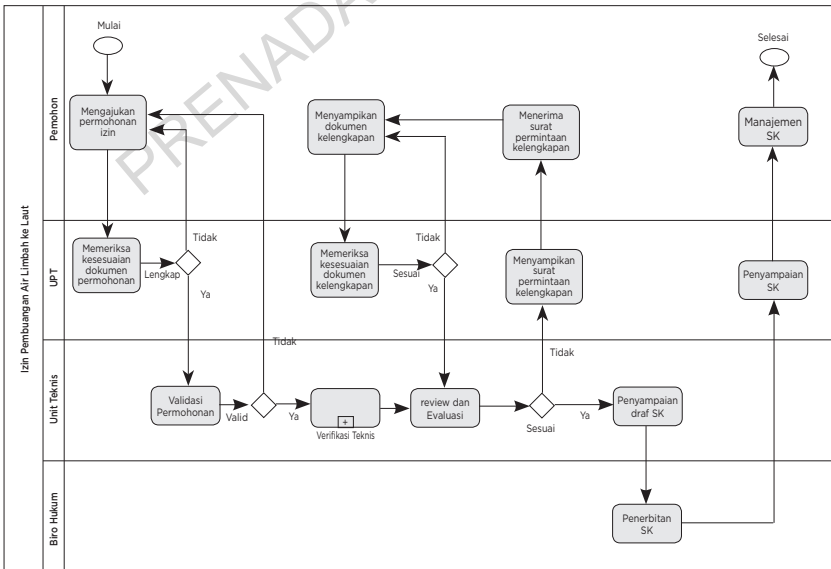 PRENADA
Izin Pembuangan Air Limbah ke Laut
Pemohon
Mulai
Mengajukan
permohonan
izin
Menyampikan
dokumen
kelengkapan
Menerima
surat
permintaan
kelengkapan
Selesai
Manajemen
SK
UPT
Memeriksa
kesesuaian
dokumen
permohonan
Lengkap
Tidak
Ya
Memeriksa
kesesuaian
dokumen
kelengkapan
Sesuai
Tidak
Ya
Menyampikan
surat
permintaan
kelengkapan
Penyampaian
SK
Unit Teknis
Validasi
Permohonan
Valid
Tidak
Ya
+
Verifikasi Teknis
review dan
Evaluasi
Tidak
Sesuai
Ya
Penyampaian
draf SK
Biro Hukum
Penerbitan
SK